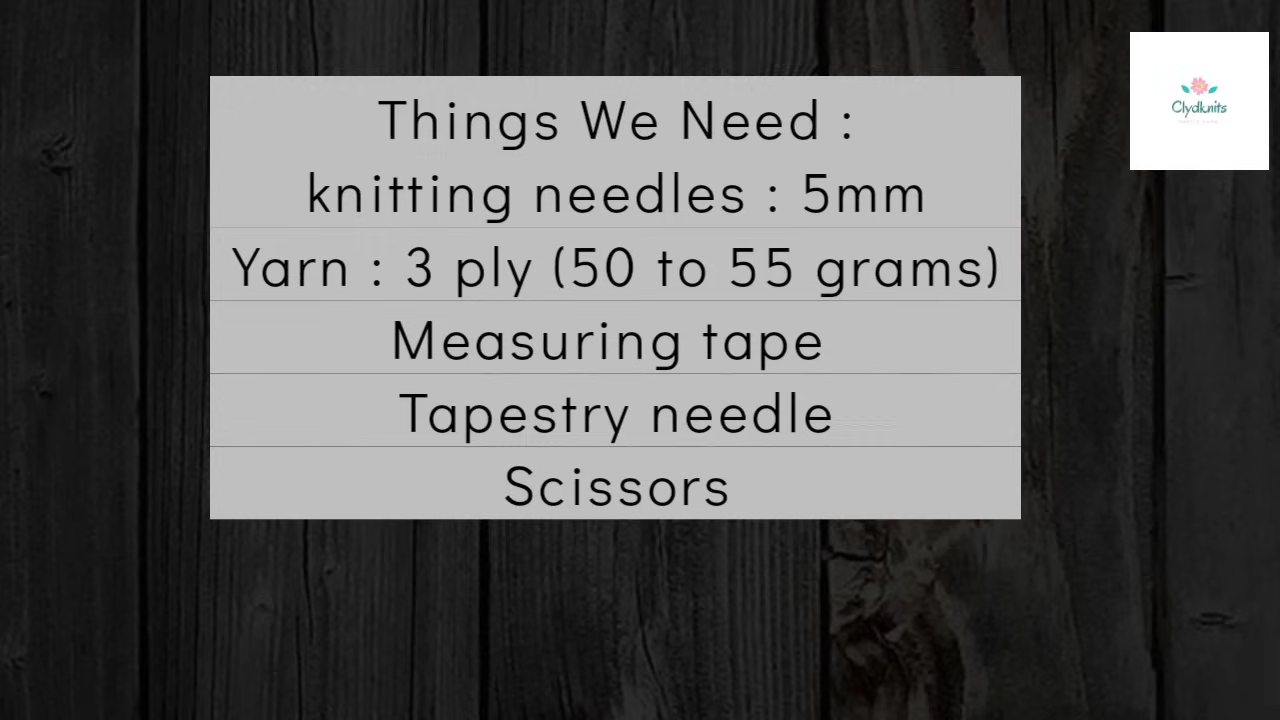 Things We Need :
knitting needles : 5mm
Yarn : 3 ply (50 to 55 grams)
Measuring tape
Tapestry needle
Scissors
Clydknits